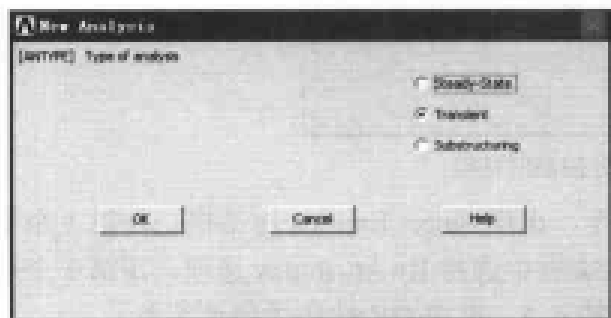 New Analysis
[ANTYPE] Type of analysis
Steady-State
Transient
Substructuring
OK Cancel Help